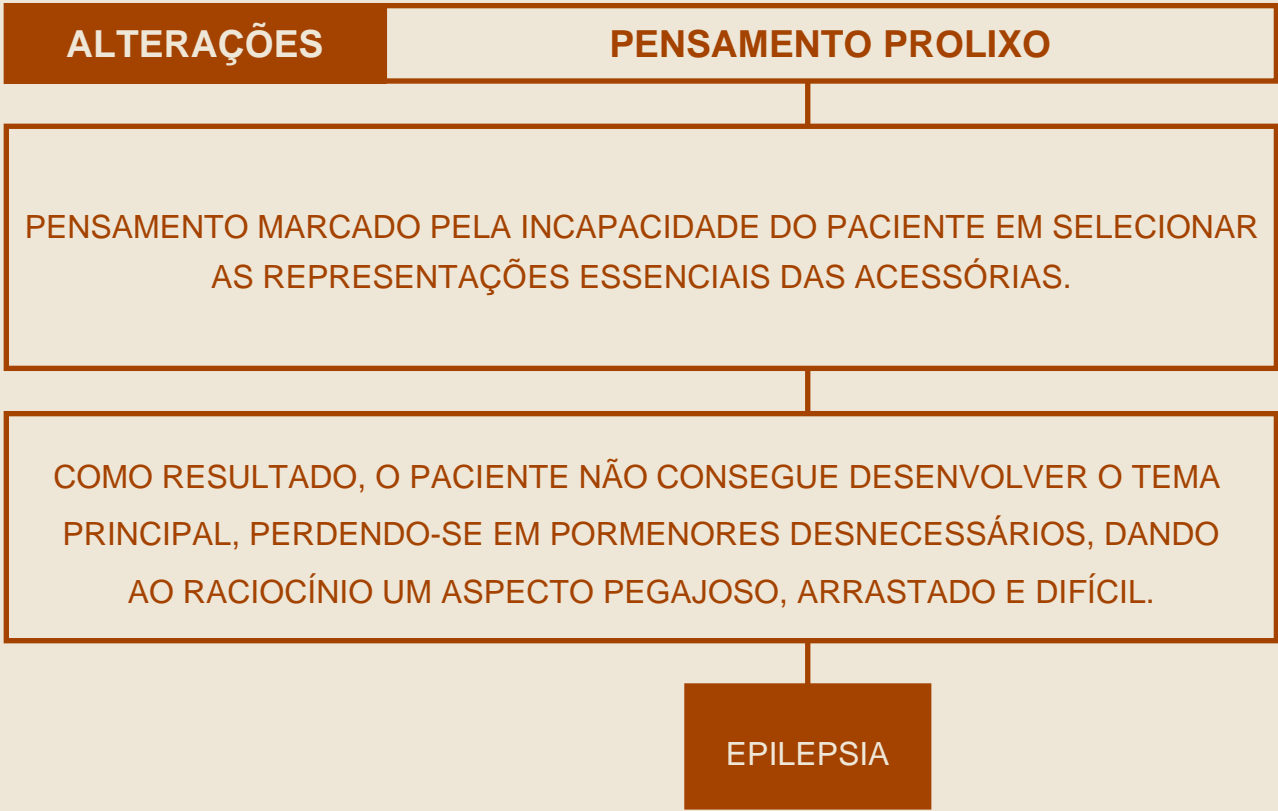 ALTERAÇÕES
PENSAMENTO PROLIXO
PENSAMENTO MARCADO PELA INCAPACIDADE DO PACIENTE EM SELECIONAR
AS REPRESENTAÇÕES ESSENCIAIS DAS ACESSÓRIAS.
COMO RESULTADO, O PACIENTE NÃO CONSEGUE DESENVOLVER O TEMA
PRINCIPAL, PERDENDO-SE EM PORMENORES DESNECESSÁRIOS, DANDO
AO RACIOCÍNIO UM ASPECTO PEGAJOSO, ARRASTADO E DIFÍCIL.
EPILEPSIA